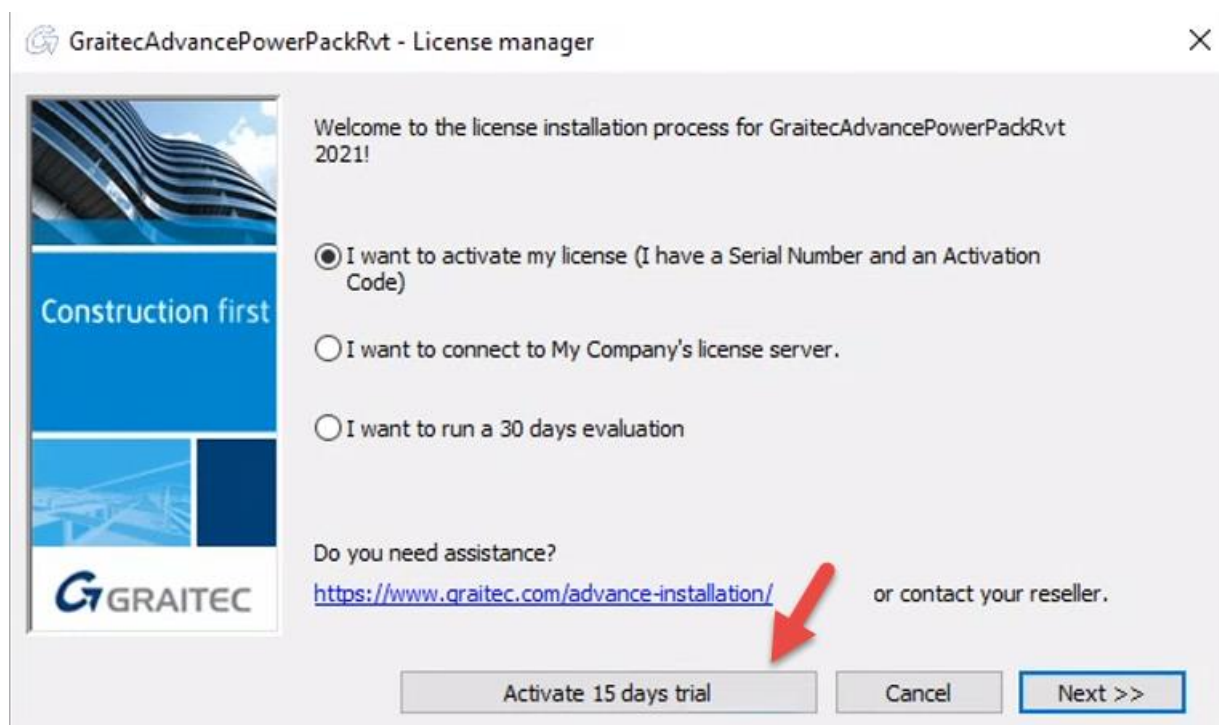 GraitecAdvancePowerPackRvt - License manager
Welcome to the license installation process for GraitecAdvancePowerPackRvt
2021!
I want to activate my license (I have a Serial Number and an Activation
Code)
Construction first
I want to connect to My Company's license server.
I want to run a 30 days evaluation
Do you need assistance?
https://www.graitec.com/advance-installation/ or contact your reseller.
GRAITEC
Activate 15 days trial Cancel Next >>